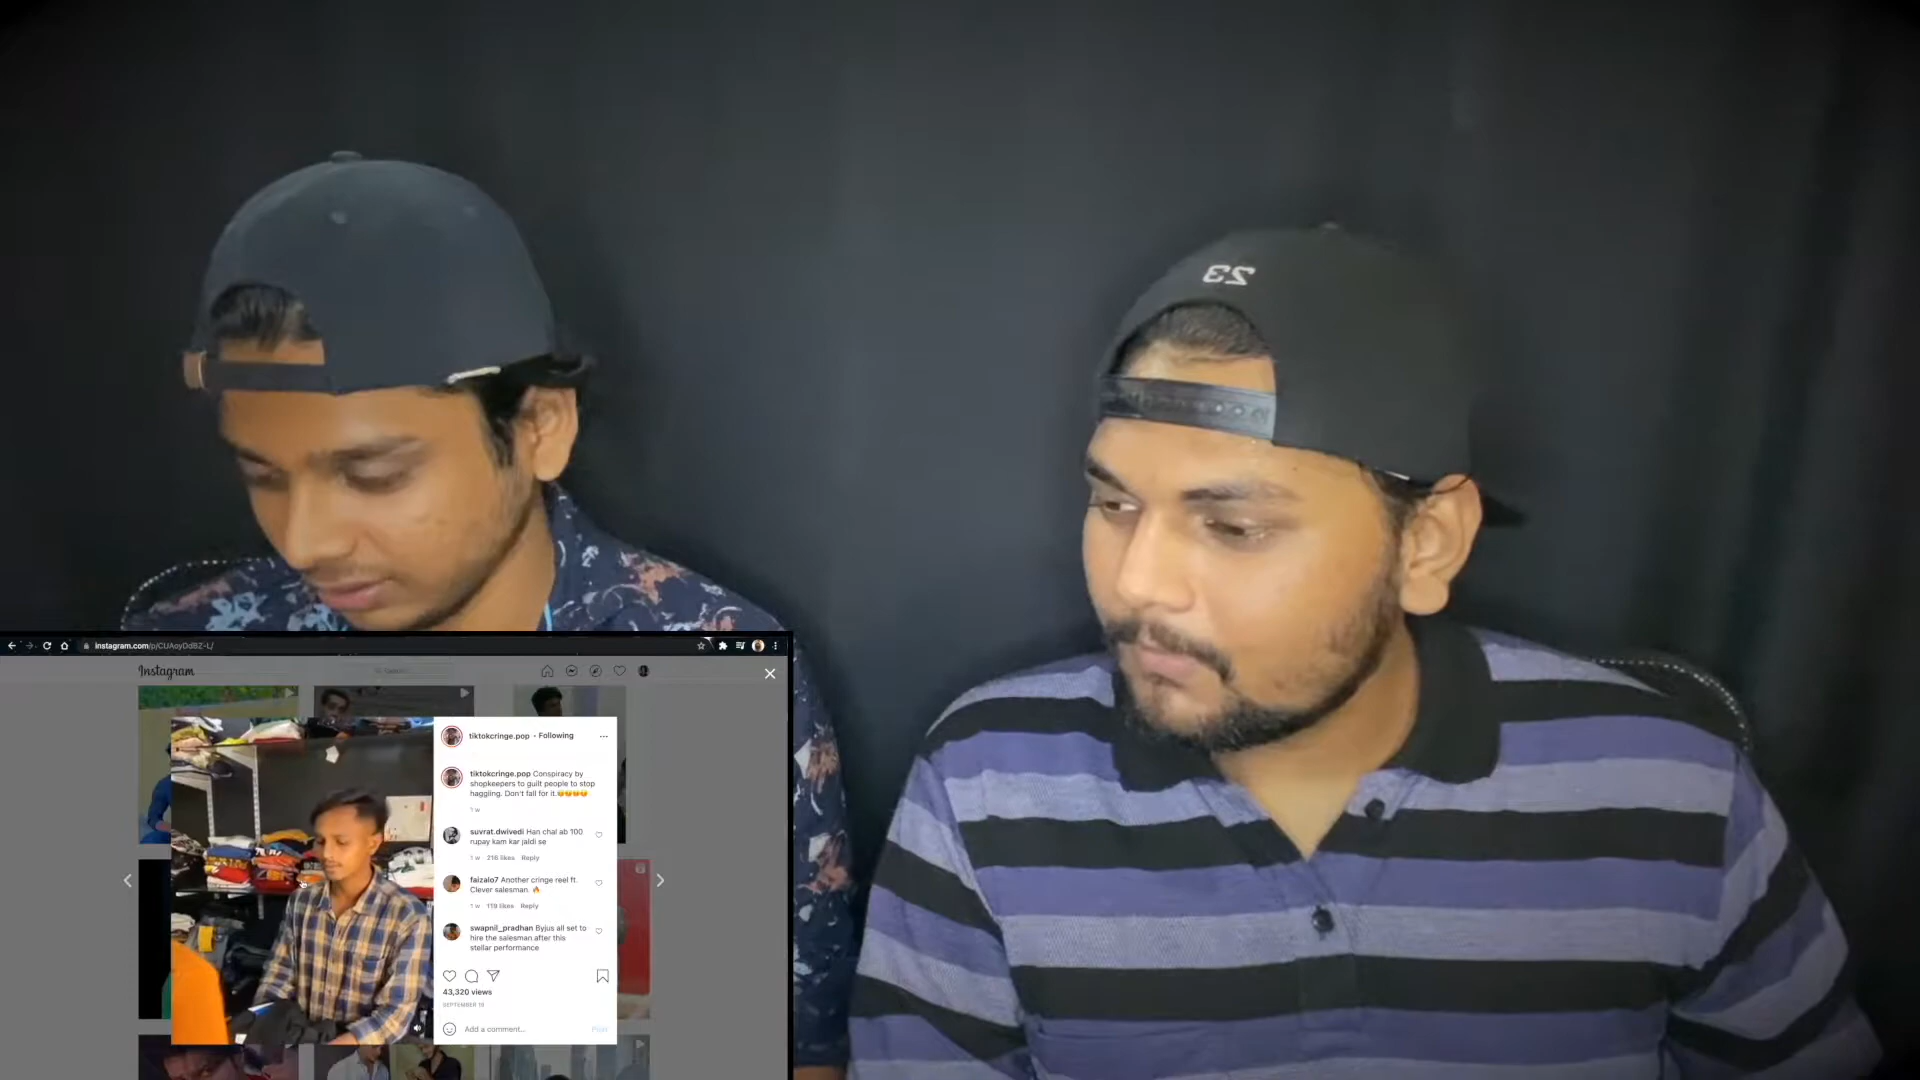 23
instagram.com/p/CUAoyDdBZ-L/
Instagram
tiktokcringe.pop • Following
tiktokcringe.pop Conspiracy by
shopkeepers to guilt people to stop
haggling. Don't fall for it.😂😂😂😂
1 w
suvrat.dwivedi Han chal ab 100
rupay kam kar jaldi se
1 w 216 likes Reply
faizalo7 Another cringe reel ft.
Clever salesman. 🔥
1 w 119 likes Reply
swapnil_pradhan Byjus all set to
hire the salesman after this
stellar performance
43,320 views
SEPTEMBER 19
Add a comment...
Post